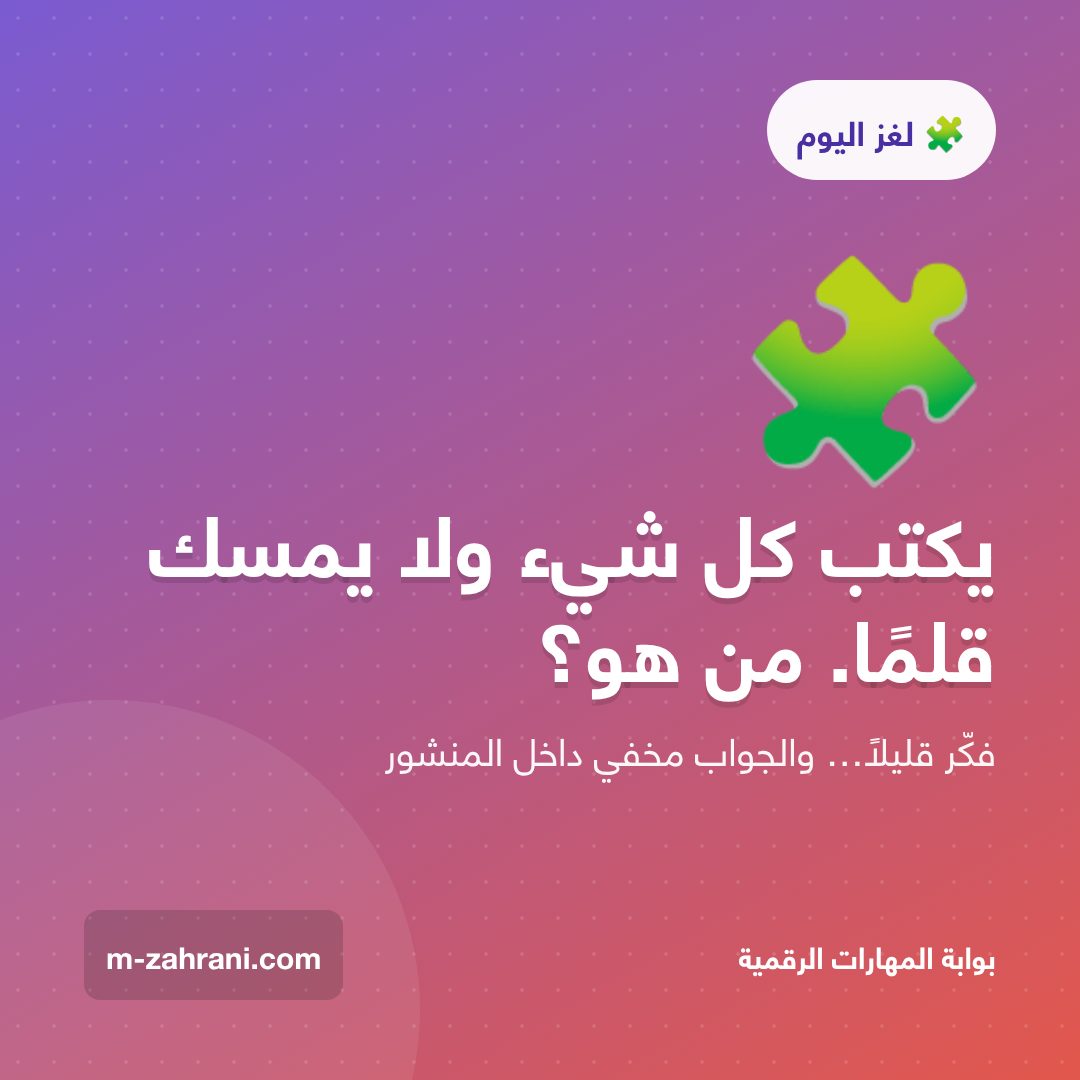 🧩 لغز اليوم
يكتب كل شيء ولا يمسك
قلمًا. من هو؟
فكّر قليلاً... والجواب مخفي داخل المنشور
بوابة المهارات الرقمية
m-zahrani.com